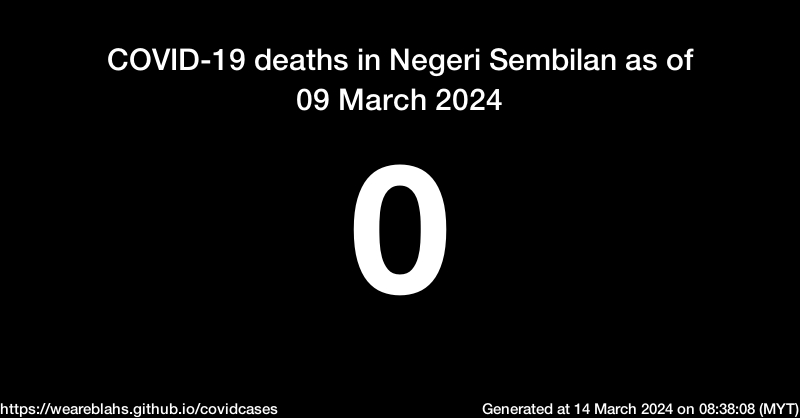 COVID-19 deaths in Negeri Sembilan as of
09 March 2024
0
https://weareblahs.github.io/covidcases
Generated at 14 March 2024 on 08:38:08 (MYT)